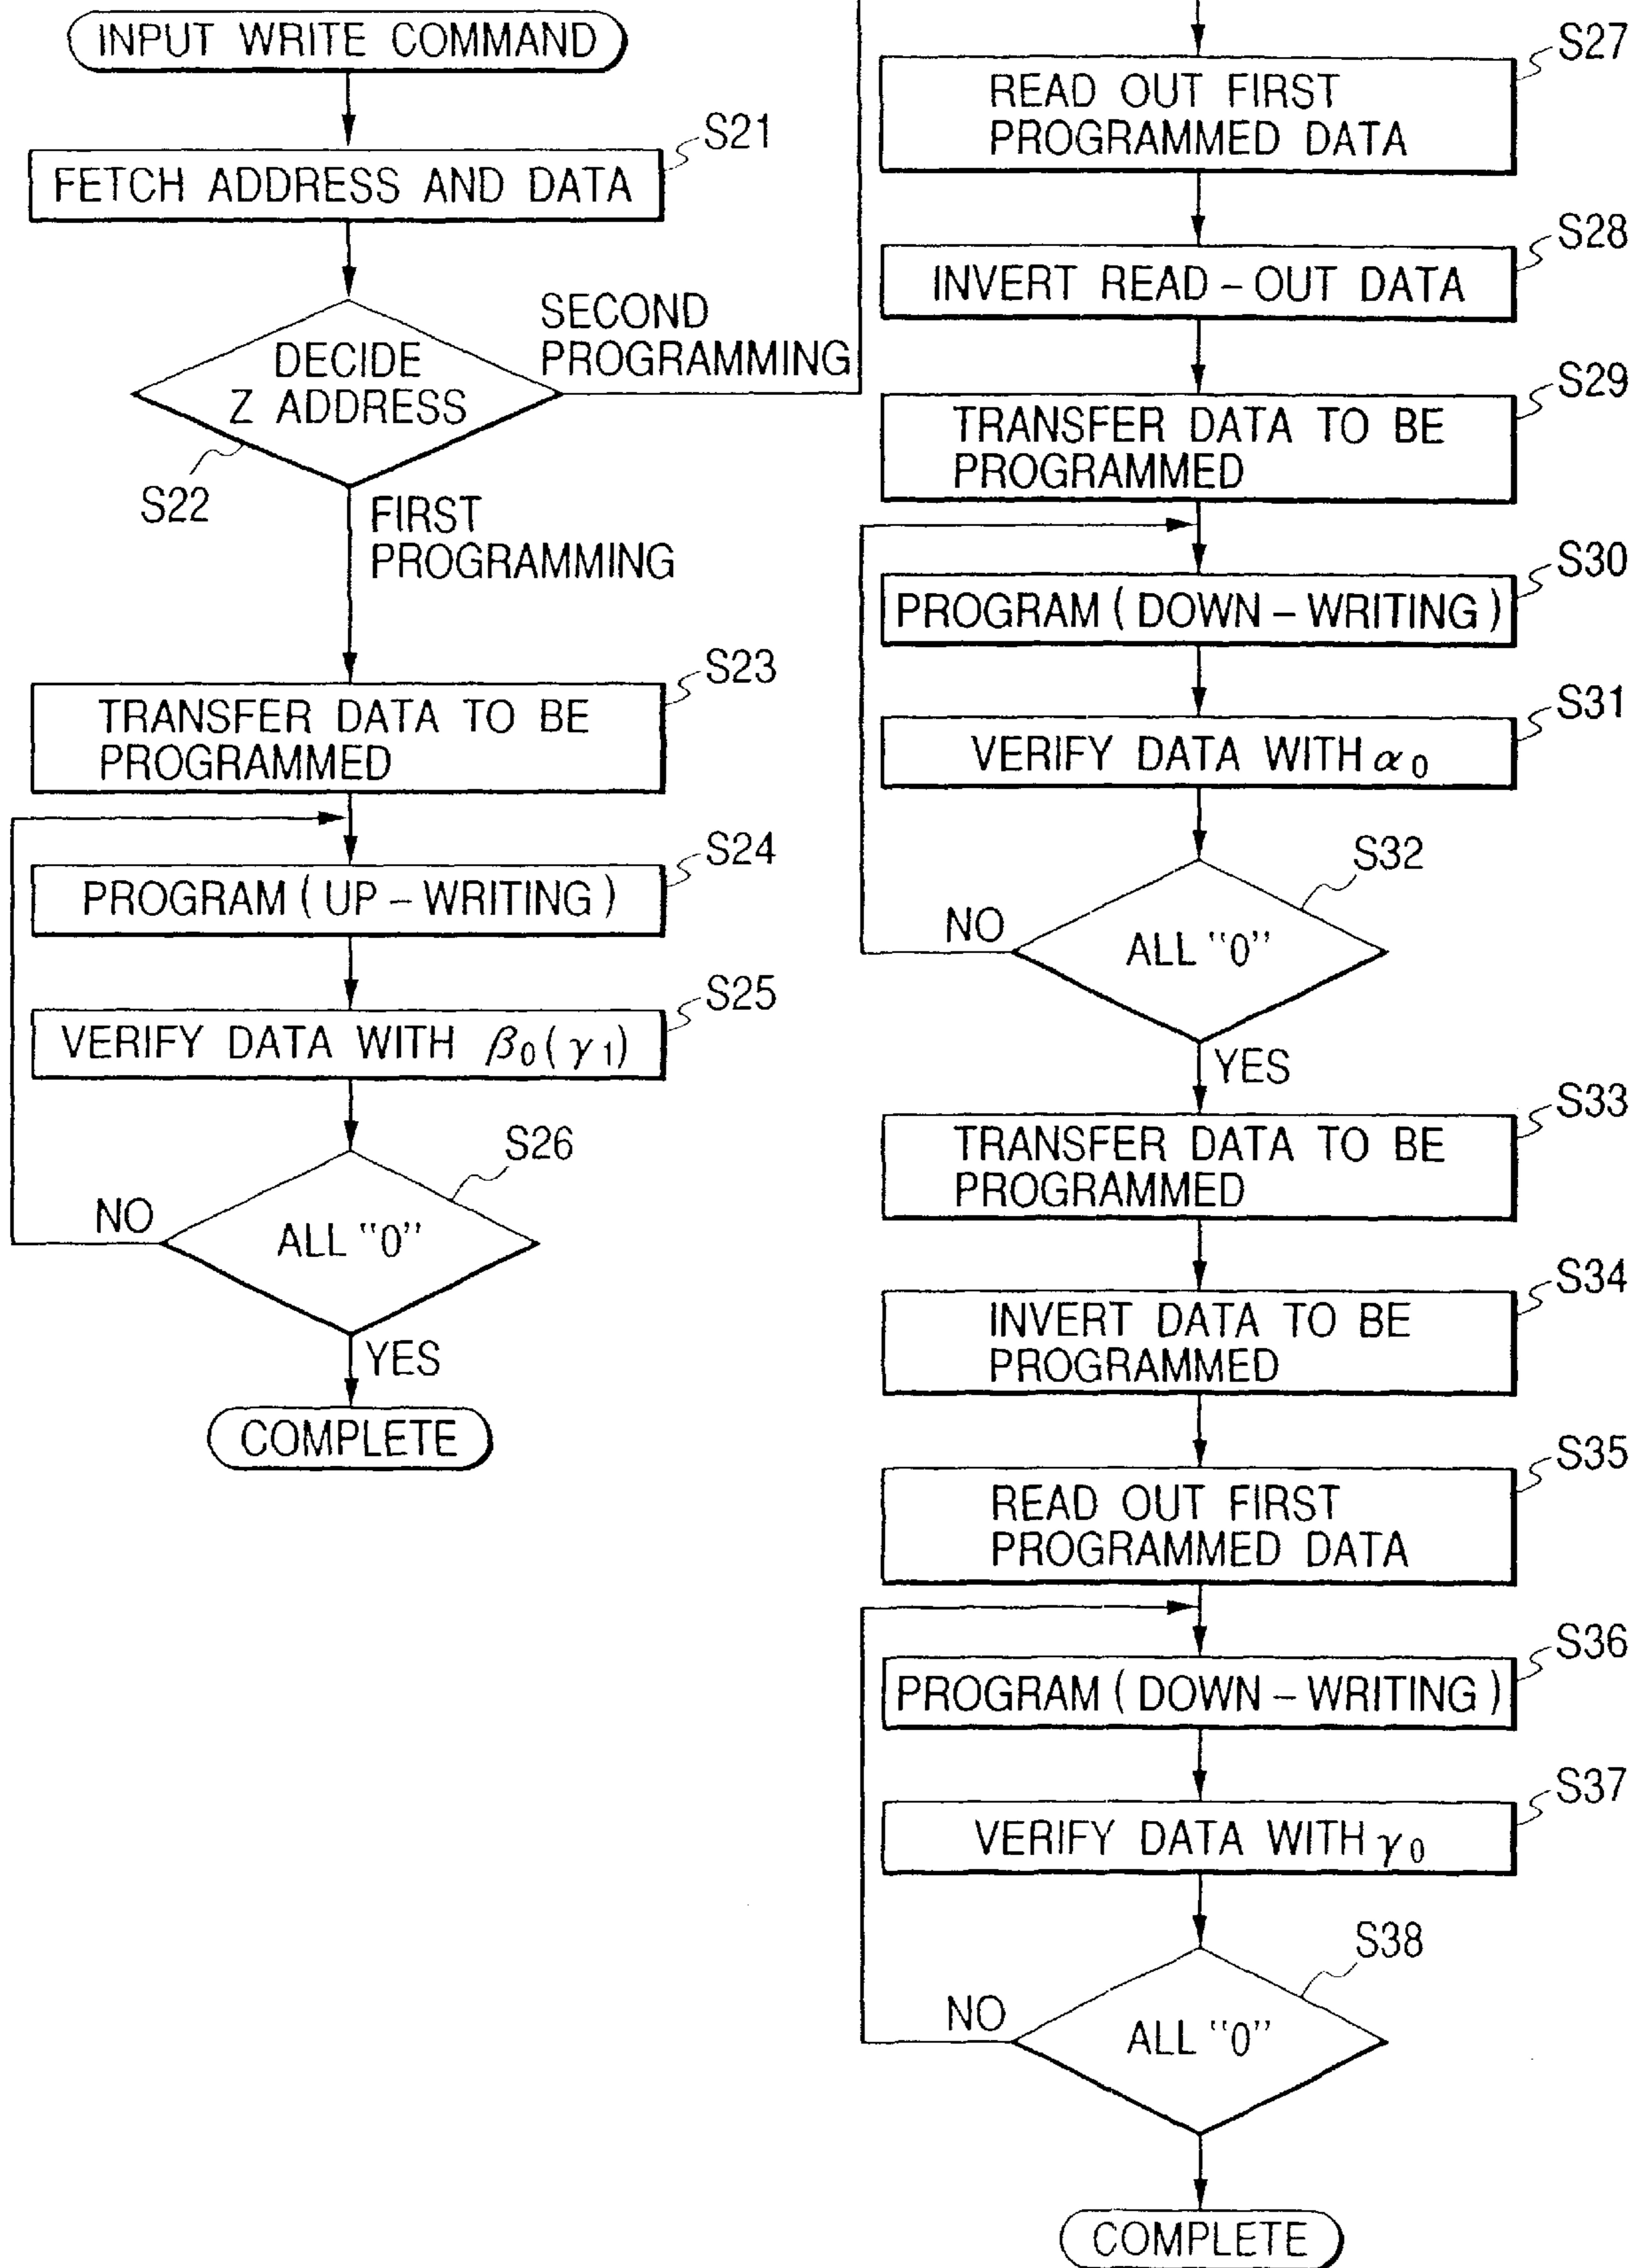 INPUT WRITE COMMAND
S21
FETCH ADDRESS AND DATA
SECOND
PROGRAMMING
DECIDE
Z ADDRESS
S22
FIRST
PROGRAMMING
S23
TRANSFER DATA TO BE
PROGRAMMED
S24
PROGRAM ( UP – WRITING )
S25
VERIFY DATA WITH β0 ( γ1 )
S26
NO
ALL "0"
YES
COMPLETE
S27
READ OUT FIRST
PROGRAMMED DATA
S28
INVERT READ – OUT DATA
S29
TRANSFER DATA TO BE
PROGRAMMED
S30
PROGRAM ( DOWN – WRITING )
S31
VERIFY DATA WITH α0
S32
NO
ALL "0"
YES
S33
TRANSFER DATA TO BE
PROGRAMMED
S34
INVERT DATA TO BE
PROGRAMMED
S35
READ OUT FIRST
PROGRAMMED DATA
S36
PROGRAM ( DOWN – WRITING )
S37
VERIFY DATA WITH γ0
S38
NO
ALL "0"
COMPLETE